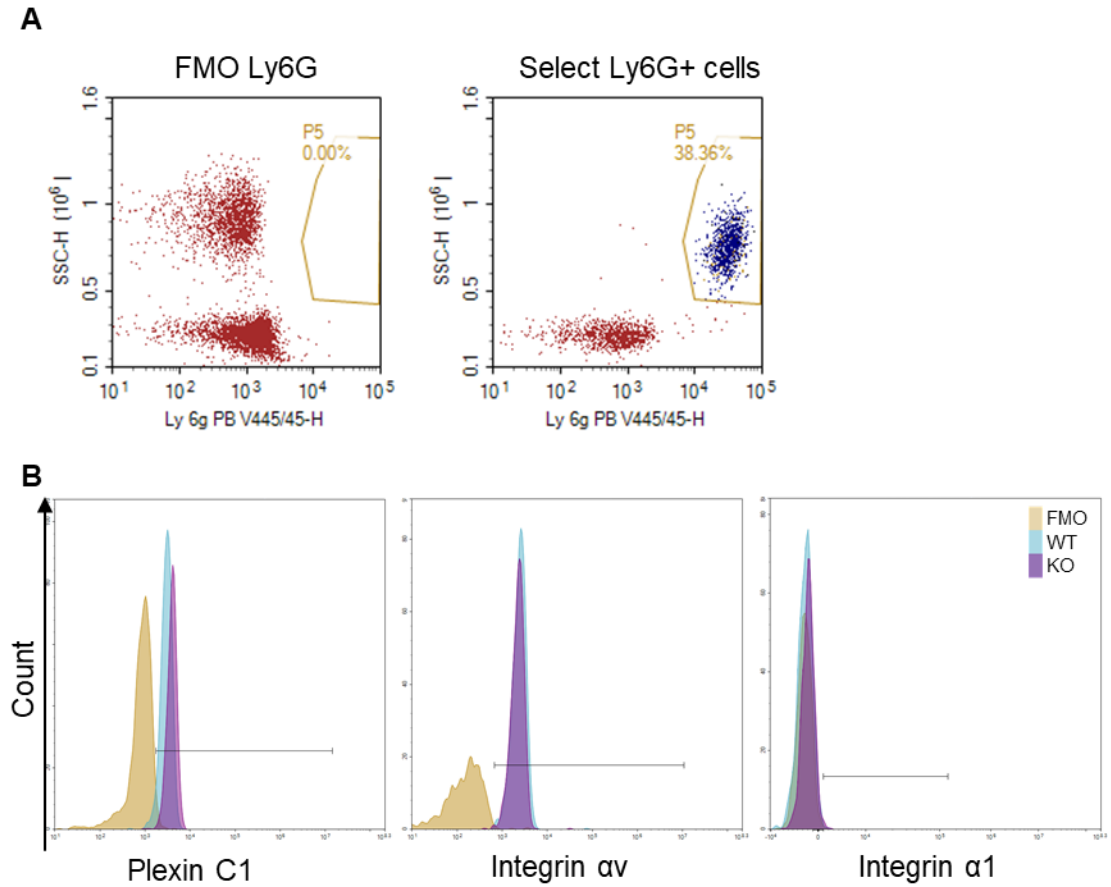 A
FMO Ly6G
Select Ly6G+ cells
1.6
1
0.5
0.1
SSC-H (10⁶ |
P5
0.00%
10¹ 10² 10³ 10⁴ 10⁵
Ly 6g PB V445/45-H
1.6
1
0.5
0.1
SSC-H (10⁶ |
P5
38.36%
10¹ 10² 10³ 10⁴ 10⁵
Ly 6g PB V445/45-H
B
Count
FMO
WT
KO
Plexin C1
Integrin αv
Integrin α1